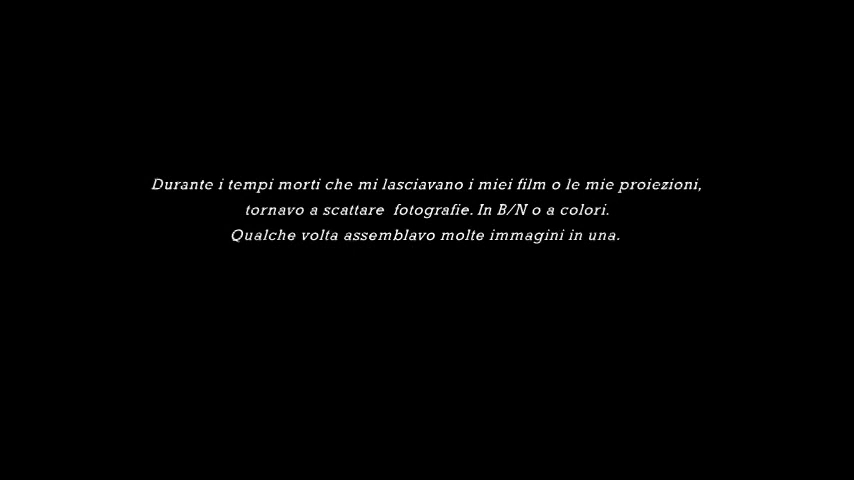 Durante i tempi morti che mi lasciavano i miei film o le mie proiezioni,
tornavo a scattare  fotografie. In B/N o a colori.
Qualche volta assemblavo molte immagini in una.